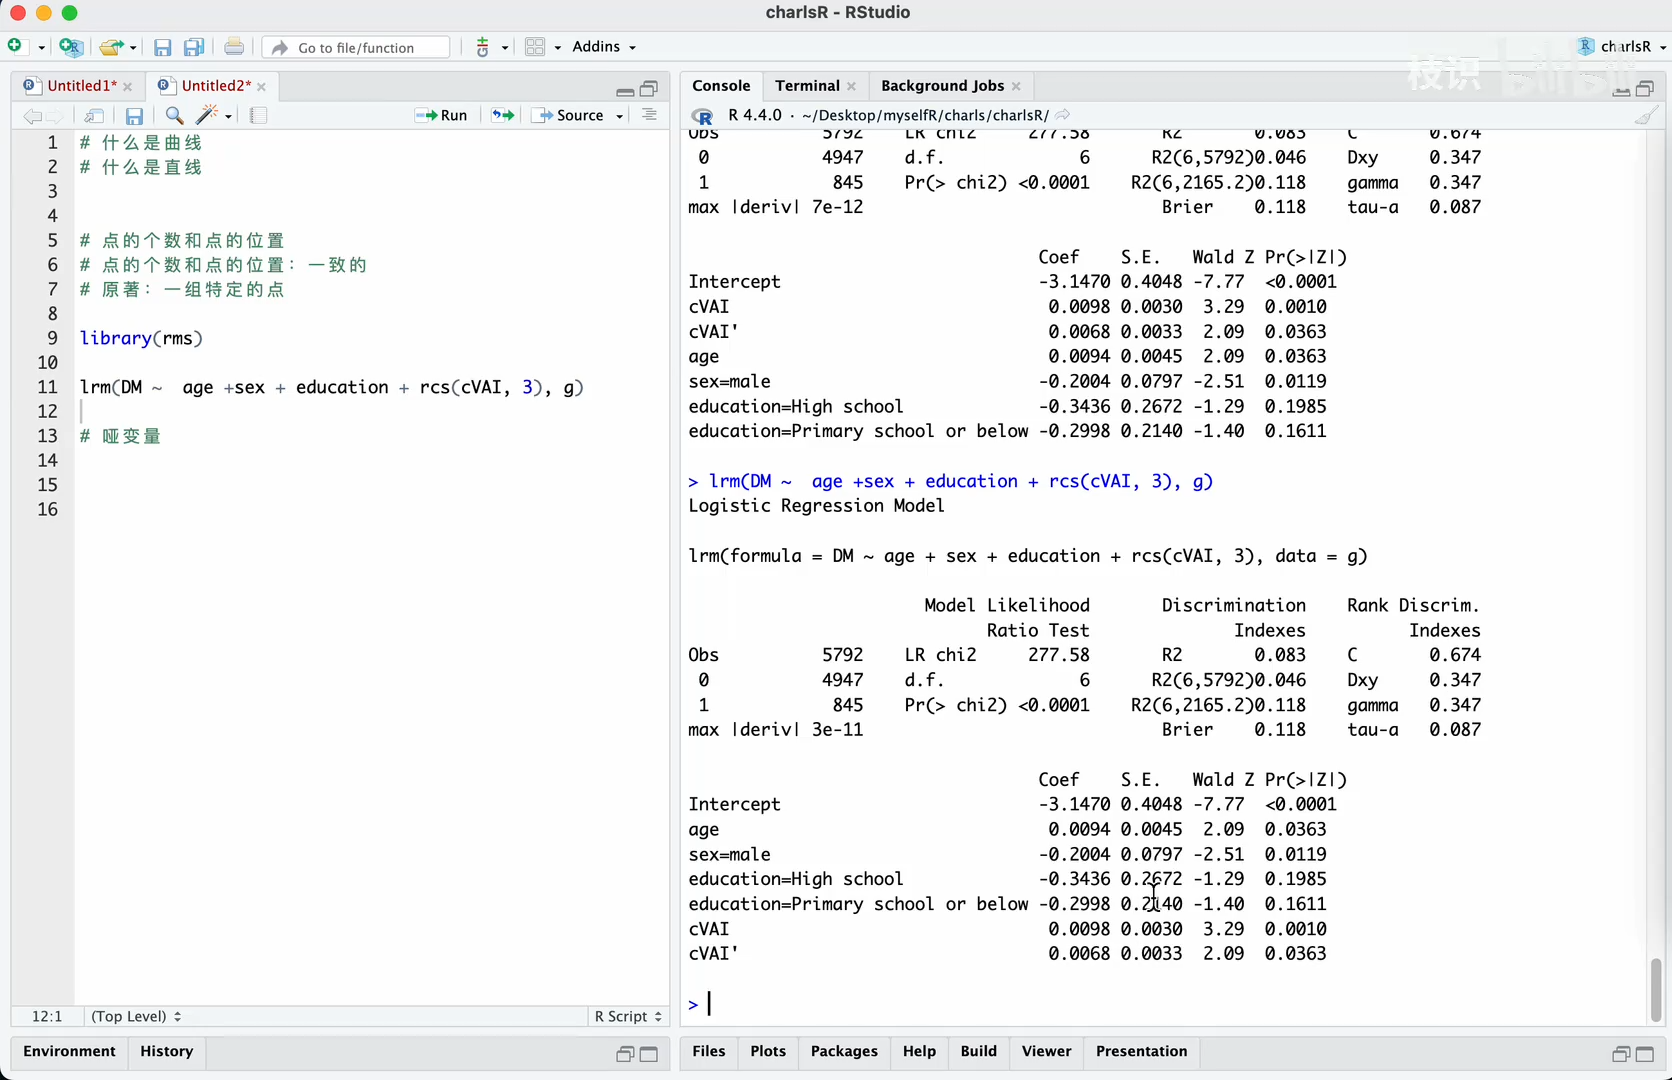 charlsR - RStudio
Go to file/function
Addins
charlsR
枝识 bilibili
Untitled1*
Untitled2*
Run
Source
1 # 什么是曲线
2 # 什么是直线
3
4
5 # 点的个数和点的位置
6 # 点的个数和点的位置：一致的
7 # 原著：一组特定的点
8
9 library(rms)
10
11 lrm(DM ~  age +sex + education + rcs(cVAI, 3), g)
12
13 # 哑变量
14
15
16
12:1 (Top Level) R Script
Environment History
Console Terminal Background Jobs
R 4.4.0 · ~/Desktop/myselfR/charls/charlsR/
Obs 5792 LR chi2 277.58 R2 0.083 C 0.674
0 4947 d.f. 6 R2(6,5792)0.046 Dxy 0.347
1 845 Pr(> chi2) <0.0001 R2(6,2165.2)0.118 gamma 0.347
max |deriv| 7e-12 Brier 0.118 tau-a 0.087
Coef S.E. Wald Z Pr(>|Z|)
Intercept -3.1470 0.4048 -7.77 <0.0001
cVAI 0.0098 0.0030 3.29 0.0010
cVAI' 0.0068 0.0033 2.09 0.0363
age 0.0094 0.0045 2.09 0.0363
sex=male -0.2004 0.0797 -2.51 0.0119
education=High school -0.3436 0.2672 -1.29 0.1985
education=Primary school or below -0.2998 0.2140 -1.40 0.1611
> lrm(DM ~  age +sex + education + rcs(cVAI, 3), g)
Logistic Regression Model
lrm(formula = DM ~ age + sex + education + rcs(cVAI, 3), data = g)
Model Likelihood Discrimination Rank Discrim.
Ratio Test Indexes Indexes
Obs 5792 LR chi2 277.58 R2 0.083 C 0.674
0 4947 d.f. 6 R2(6,5792)0.046 Dxy 0.347
1 845 Pr(> chi2) <0.0001 R2(6,2165.2)0.118 gamma 0.347
max |deriv| 3e-11 Brier 0.118 tau-a 0.087
Coef S.E. Wald Z Pr(>|Z|)
Intercept -3.1470 0.4048 -7.77 <0.0001
age 0.0094 0.0045 2.09 0.0363
sex=male -0.2004 0.0797 -2.51 0.0119
education=High school -0.3436 0.2672 -1.29 0.1985
education=Primary school or below -0.2998 0.2140 -1.40 0.1611
cVAI 0.0098 0.0030 3.29 0.0010
cVAI' 0.0068 0.0033 2.09 0.0363
>
Files Plots Packages Help Build Viewer Presentation